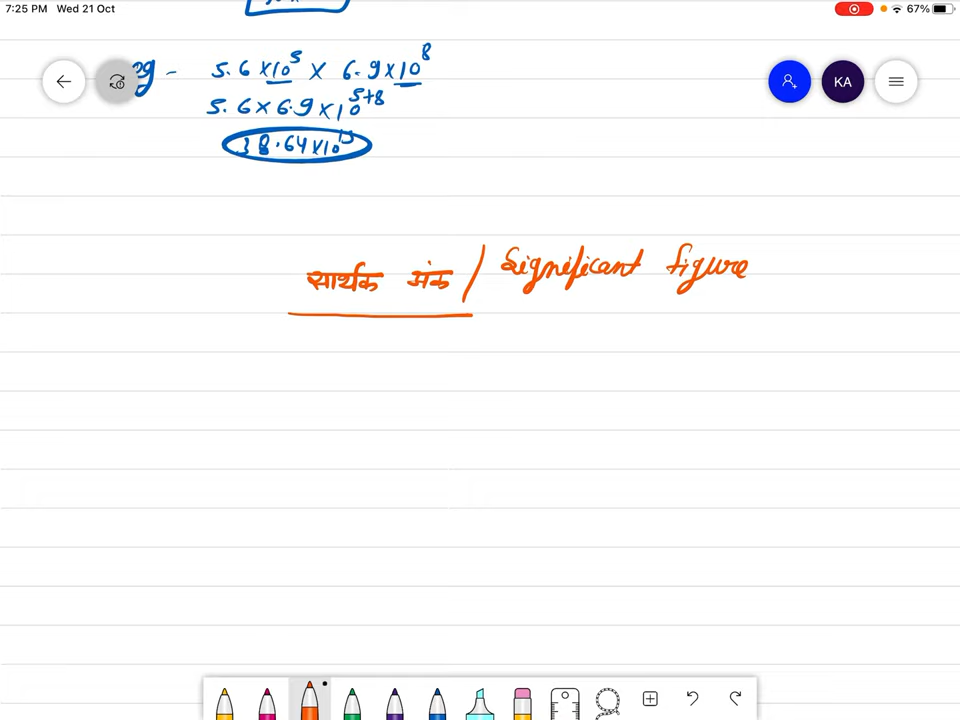 7:25 PM Wed 21 Oct
67%
KA
eg - 5.6 × 10⁵ × 6.9 × 10⁸
5.6 × 6.9 × 10⁵⁺⁸
38.64 × 10¹³
सार्थक अंक / Significant figure